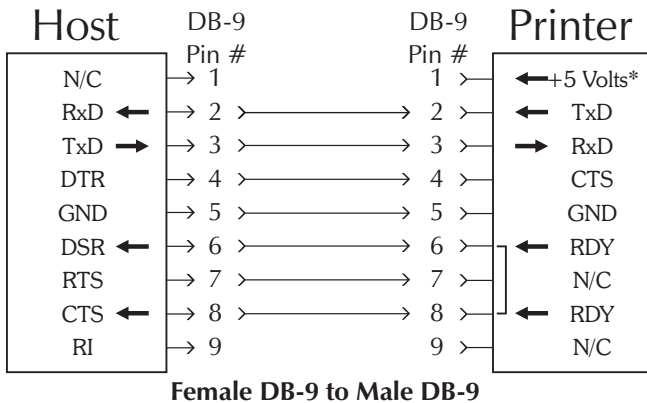 Host DB-9 DB-9 Printer
Pin # Pin #
N/C 1 1 +5 Volts*
RxD 2 2 TxD
TxD 3 3 RxD
DTR 4 4 CTS
GND 5 5 GND
DSR 6 6 RDY
RTS 7 7 N/C
CTS 8 8 RDY
RI 9 9 N/C
Female DB-9 to Male DB-9